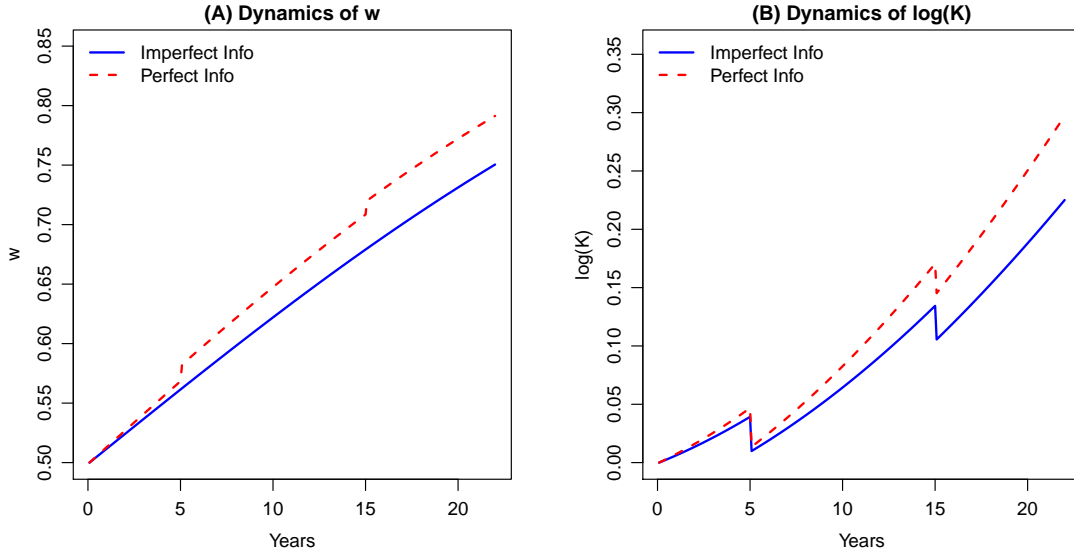 (A) Dynamics of w
Imperfect Info
Perfect Info
w
0.50 0.55 0.60 0.65 0.70 0.75 0.80 0.85
0 5 10 15 20
Years
(B) Dynamics of log(K)
Imperfect Info
Perfect Info
log(K)
0.00 0.05 0.10 0.15 0.20 0.25 0.30 0.35
0 5 10 15 20
Years